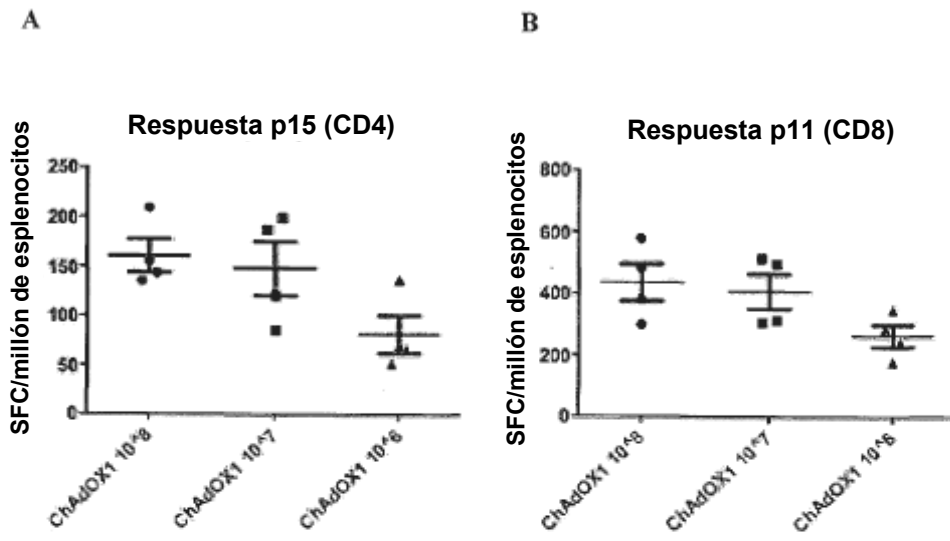 A
Respuesta p15 (CD4)
SFC/millón de esplenocitos
250
200
150
100
50
0
ChAdOX1 10^8
ChAdOX1 10^7
ChAdOX1 10^6
B
Respuesta p11 (CD8)
SFC/millón de esplenocitos
800
600
400
200
0
ChAdOX1 10^8
ChAdOX1 10^7
ChAdOX1 10^6